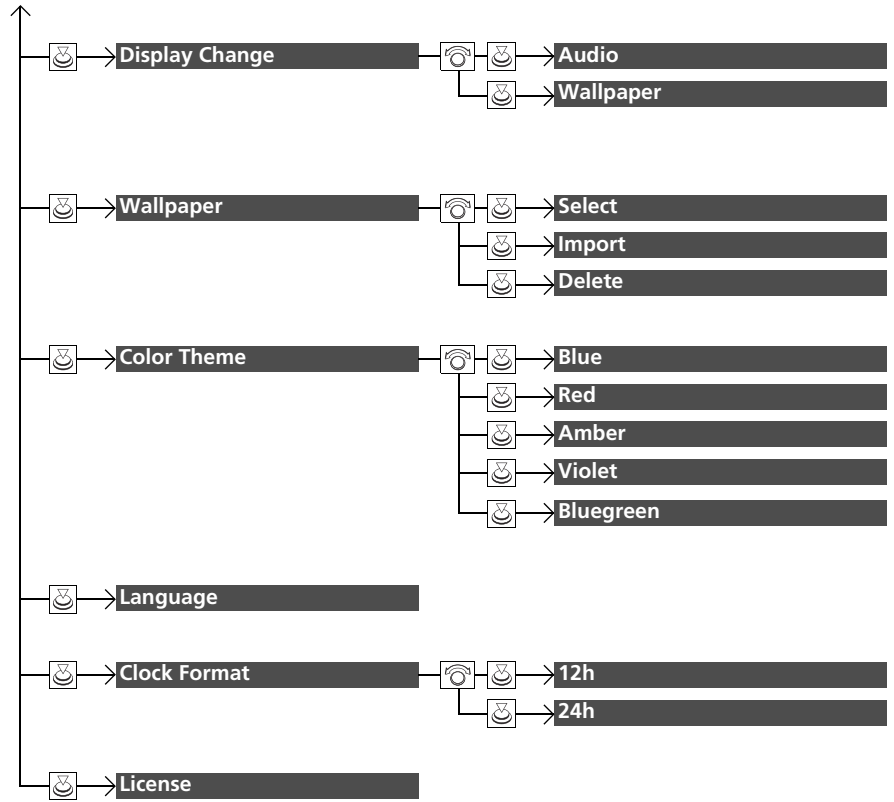 Display Change
Audio
Wallpaper
Wallpaper
Select
Import
Delete
Color Theme
Blue
Red
Amber
Violet
Bluegreen
Language
Clock Format
12h
24h
License